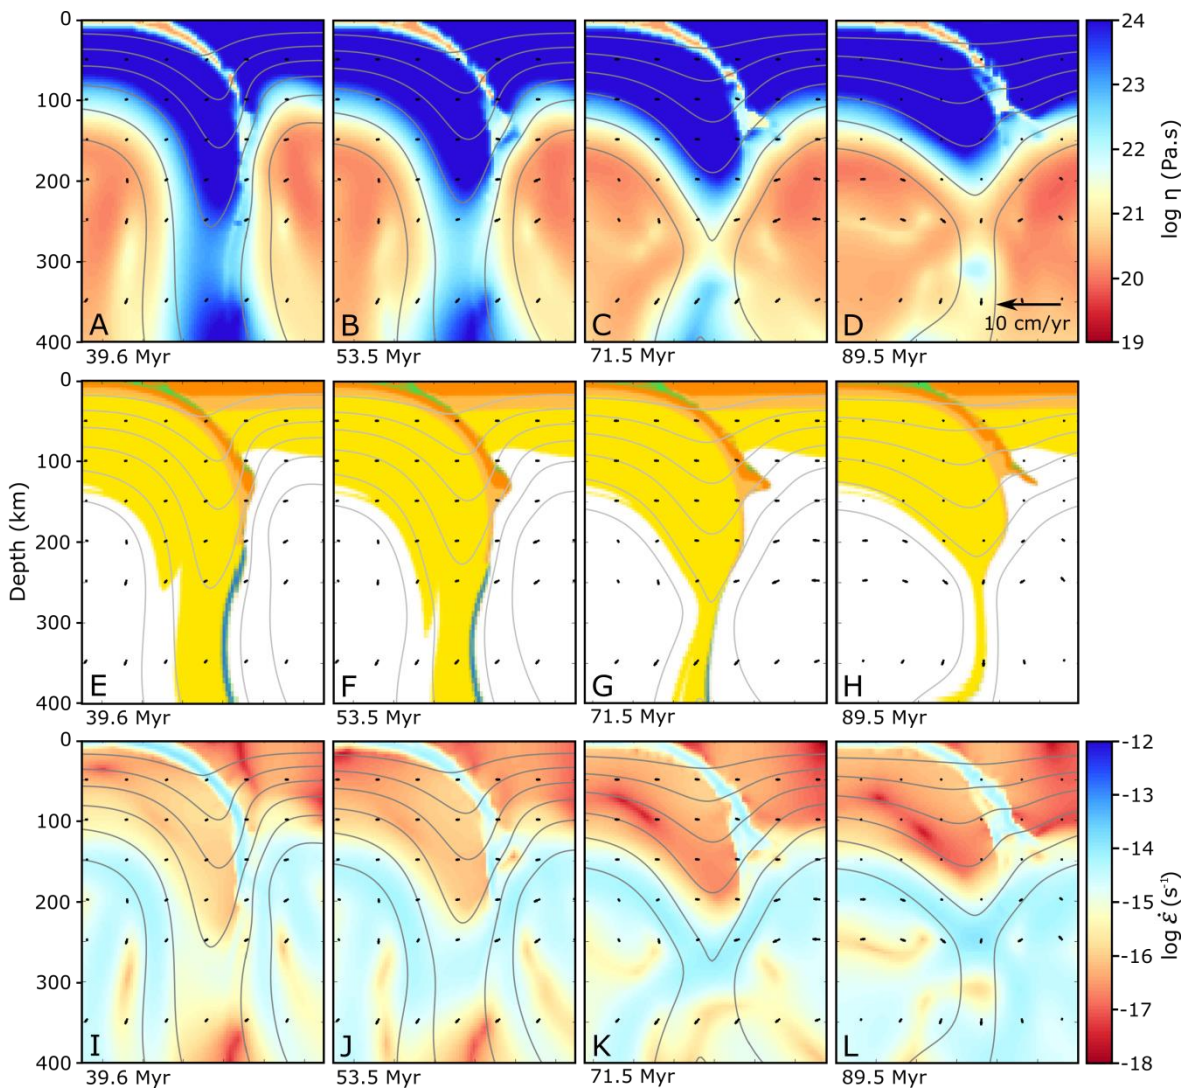 0
100
200
300
400
A
39.6 Myr
B
53.5 Myr
C
71.5 Myr
D
10 cm/yr
89.5 Myr
24
23
22
21
20
19
log η (Pa.s)
Depth (km)
0
100
200
300
400
E
39.6 Myr
F
53.5 Myr
G
71.5 Myr
H
89.5 Myr
0
100
200
300
400
I
39.6 Myr
J
53.5 Myr
K
71.5 Myr
L
89.5 Myr
-12
-13
-14
-15
-16
-17
-18
log ε̇ (s⁻¹)